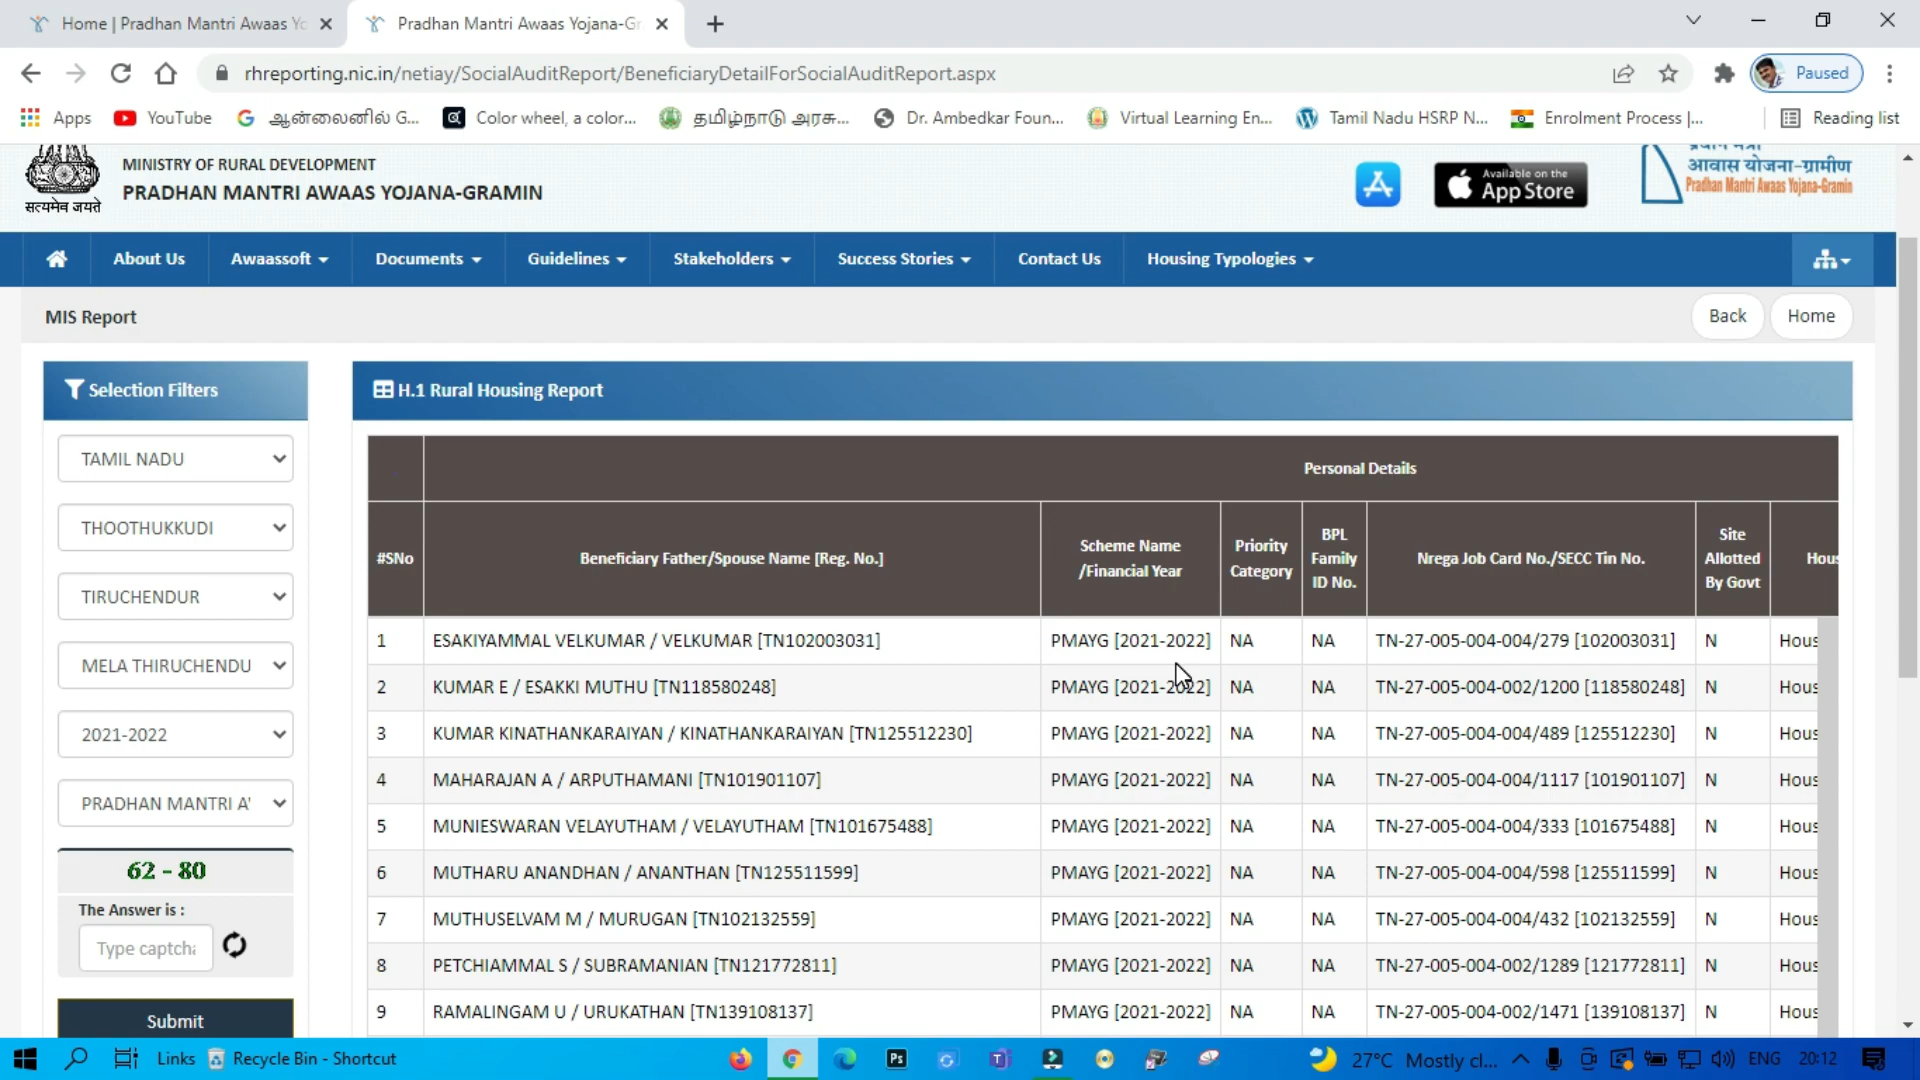 Home | Pradhan Mantri Awaas Yo
Pradhan Mantri Awaas Yojana-Gr
rhreporting.nic.in/netiay/SocialAuditReport/BeneficiaryDetailForSocialAuditReport.aspx
Paused
Apps
YouTube
ஆன்லைனில் G...
Color wheel, a color...
தமிழ்நாடு அரசு...
Dr. Ambedkar Foun...
Virtual Learning En...
Tamil Nadu HSRP N...
Enrolment Process |...
Reading list
सत्यमेव जयते
MINISTRY OF RURAL DEVELOPMENT
PRADHAN MANTRI AWAAS YOJANA-GRAMIN
Available on the
App Store
प्रधान मंत्री
आवास योजना-ग्रामीण
Pradhan Mantri Awaas Yojana-Gramin
About Us
Awaassoft
Documents
Guidelines
Stakeholders
Success Stories
Contact Us
Housing Typologies
MIS Report
Back
Home
Selection Filters
TAMIL NADU
THOOTHUKKUDI
TIRUCHENDUR
MELA THIRUCHENDU
2021-2022
PRADHAN MANTRI A'
62 - 80
The Answer is :
Type captcha
Submit
H.1 Rural Housing Report
Personal Details
#SNo
Beneficiary Father/Spouse Name [Reg. No.]
Scheme Name
/Financial Year
Priority
Category
BPL
Family
ID No.
Nrega Job Card No./SECC Tin No.
Site
Allotted
By Govt
Hous
1 ESAKIYAMMAL VELKUMAR / VELKUMAR [TN102003031] PMAYG [2021-2022] NA NA TN-27-005-004-004/279 [102003031] N Hous
2 KUMAR E / ESAKKI MUTHU [TN118580248] PMAYG [2021-2022] NA NA TN-27-005-004-002/1200 [118580248] N Hous
3 KUMAR KINATHANKARAIYAN / KINATHANKARAIYAN [TN125512230] PMAYG [2021-2022] NA NA TN-27-005-004-004/489 [125512230] N Hous
4 MAHARAJAN A / ARPUTHAMANI [TN101901107] PMAYG [2021-2022] NA NA TN-27-005-004-004/1117 [101901107] N Hous
5 MUNIESWARAN VELAYUTHAM / VELAYUTHAM [TN101675488] PMAYG [2021-2022] NA NA TN-27-005-004-004/333 [101675488] N Hous
6 MUTHARU ANANDHAN / ANANTHAN [TN125511599] PMAYG [2021-2022] NA NA TN-27-005-004-004/598 [125511599] N Hous
7 MUTHUSELVAM M / MURUGAN [TN102132559] PMAYG [2021-2022] NA NA TN-27-005-004-004/432 [102132559] N Hous
8 PETCHIAMMAL S / SUBRAMANIAN [TN121772811] PMAYG [2021-2022] NA NA TN-27-005-004-002/1289 [121772811] N Hous
9 RAMALINGAM U / URUKATHAN [TN139108137] PMAYG [2021-2022] NA NA TN-27-005-004-002/1471 [139108137] N Hous
Links
Recycle Bin - Shortcut
Ps
27°C Mostly cl...
ENG
20:12